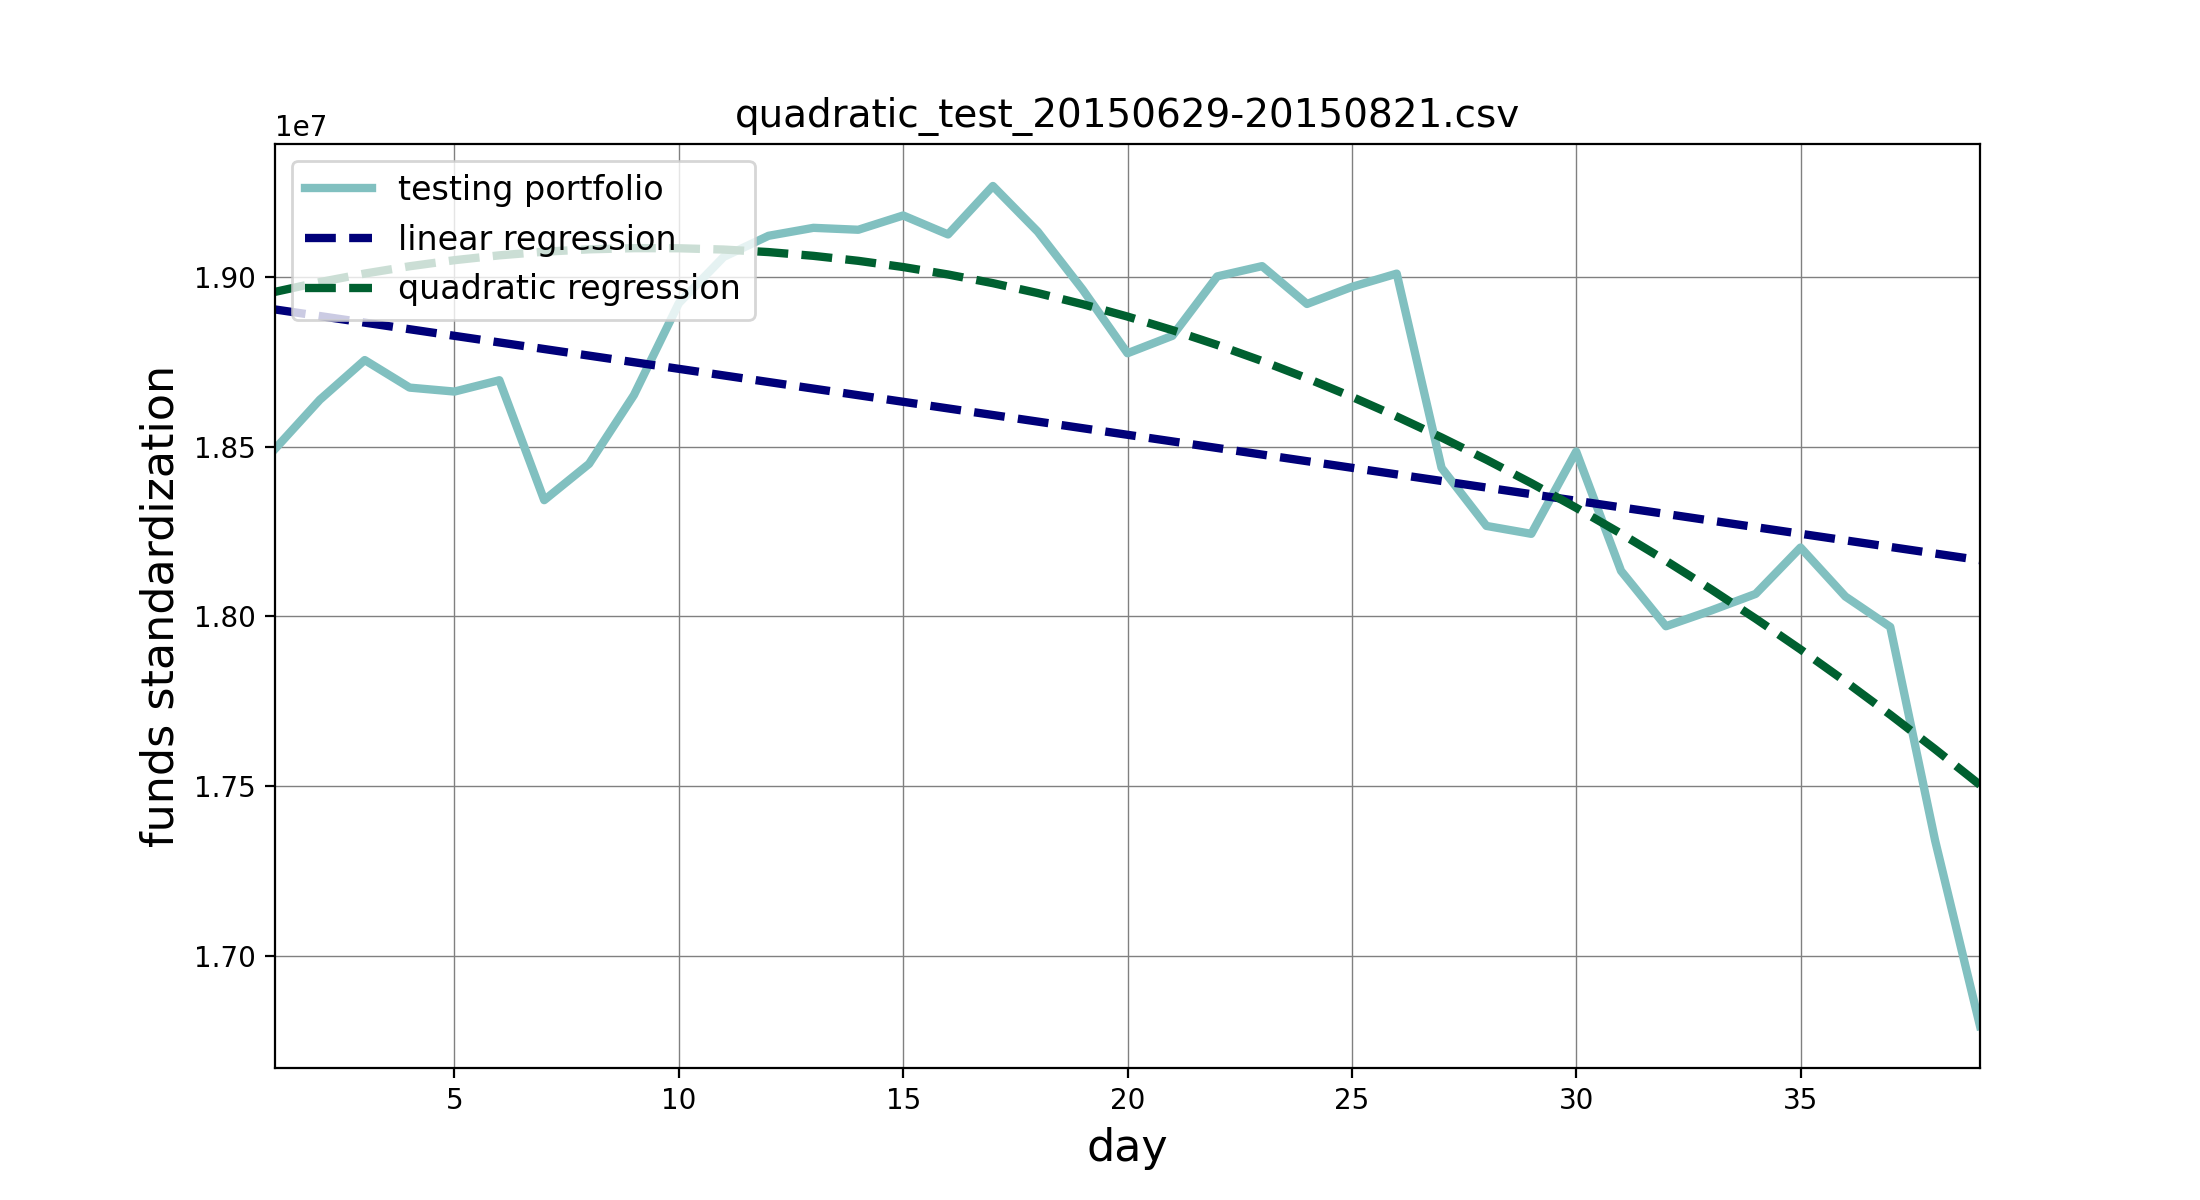 quadratic_test_20150629-20150821.csv
1e7
testing portfolio
linear regression
quadratic regression
funds standardization
1.90
1.85
1.80
1.75
1.70
5 10 15 20 25 30 35
day